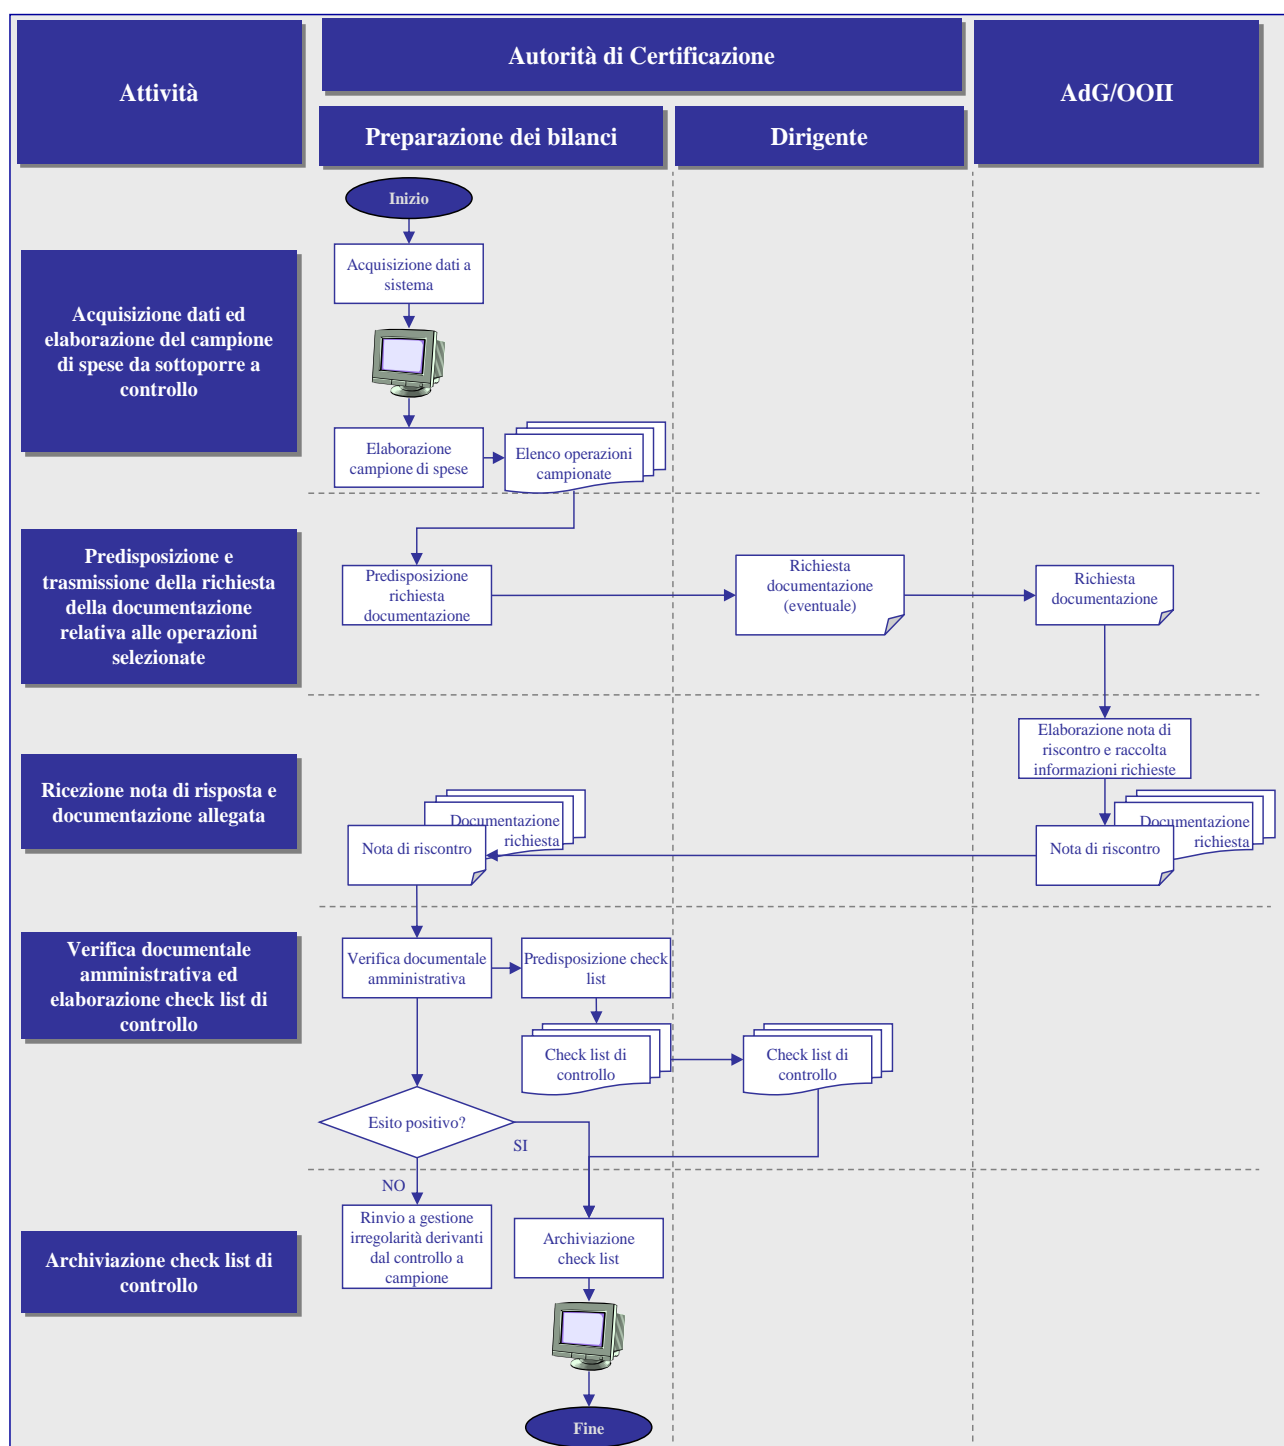 Attività
Autorità di Certificazione
AdG/OOII
Preparazione dei bilanci
Dirigente
Inizio
Acquisizione dati ed
elaborazione del campione
di spese da sottoporre a
controllo
Acquisizione dati a
sistema
Elaborazione
campione di spese
Elenco operazioni
campionate
Predisposizione e
trasmissione della richiesta
della documentazione
relativa alle operazioni
selezionate
Predisposizione
richiesta
documentazione
Richiesta
documentazione
(eventuale)
Richiesta
documentazione
Elaborazione nota di
riscontro e raccolta
informazioni richieste
Ricezione nota di risposta e
documentazione allegata
Documentazione
richiesta
Nota di riscontro
Documentazione
richiesta
Nota di riscontro
Verifica documentale
amministrativa ed
elaborazione check list di
controllo
Verifica documentale
amministrativa
Predisposizione check
list
Check list di
controllo
Check list di
controllo
Esito positivo?
SI
NO
Archiviazione check list di
controllo
Rinvio a gestione
irregolarità derivanti
dal controllo a
campione
Archiviazione
check list
Fine